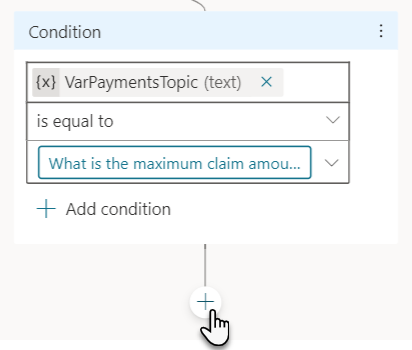 Condition
{x} VarPaymentsTopic (text)
is equal to
What is the maximum claim amou...
Add condition